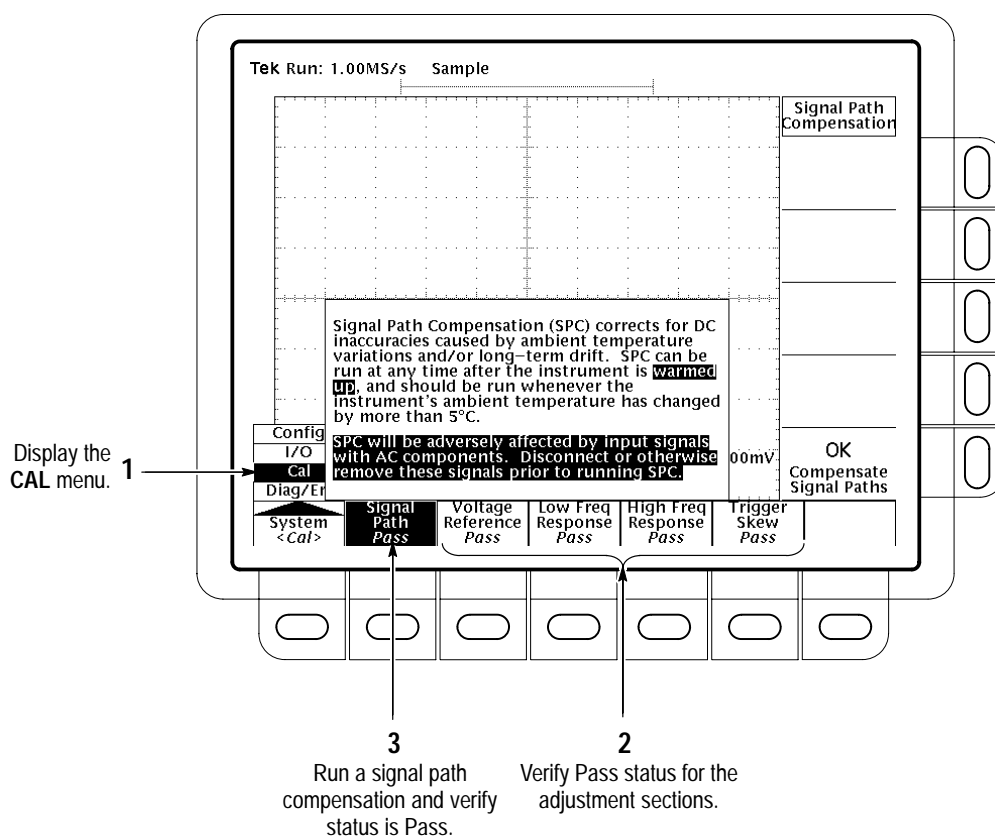 Tek Run: 1.00MS/s Sample
Signal Path
Compensation
Signal Path Compensation (SPC) corrects for DC
inaccuracies caused by ambient temperature
variations and/or long–term drift. SPC can be
run at any time after the instrument is warmed
up, and should be run whenever the
instrument's ambient temperature has changed
by more than 5°C.
SPC will be adversely affected by input signals
with AC components. Disconnect or otherwise
remove these signals prior to running SPC.
00mV
OK
Compensate
Signal Paths
Config
I/O
Cal
Diag/Er
System
<Cal>
Signal
Path
Pass
Voltage
Reference
Pass
Low Freq
Response
Pass
High Freq
Response
Pass
Trigger
Skew
Pass
Display the
CAL menu.
1
3
Run a signal path
compensation and verify
status is Pass.
2
Verify Pass status for the
adjustment sections.